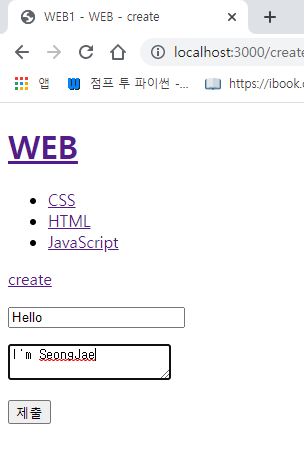 WEB1 - WEB - create
localhost:3000/create
앱
점프 투 파이썬 -...
https://ibook.
WEB
CSS
HTML
JavaScript
create
Hello
I'm SeongJae
제출